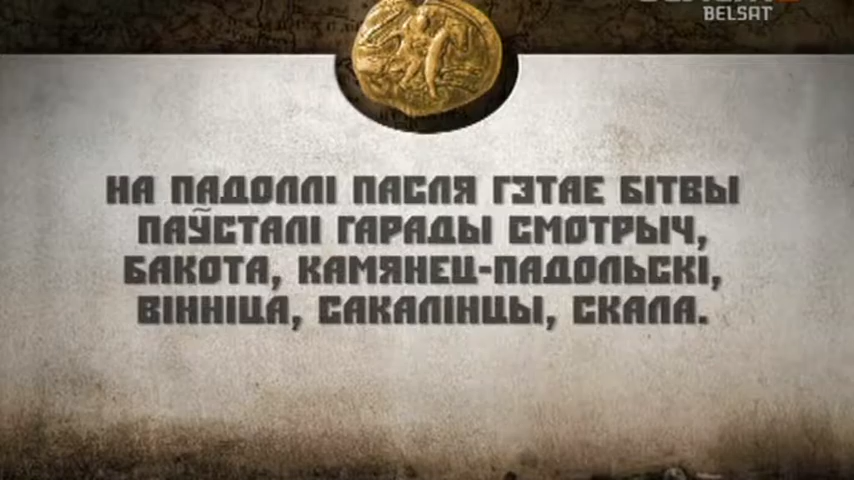 BELSAT
НА ПАДОЛЛІ ПАСЛЯ ГЭТАЕ БІТВЫ
ПАЎСТАЛІ ГАРАДЫ СМОТРЫЧ,
БАКОТА, КАМЯНЕЦ-ПАДОЛЬСКІ,
ВІННІЦА, САКАЛІНЦЫ, СКАЛА.